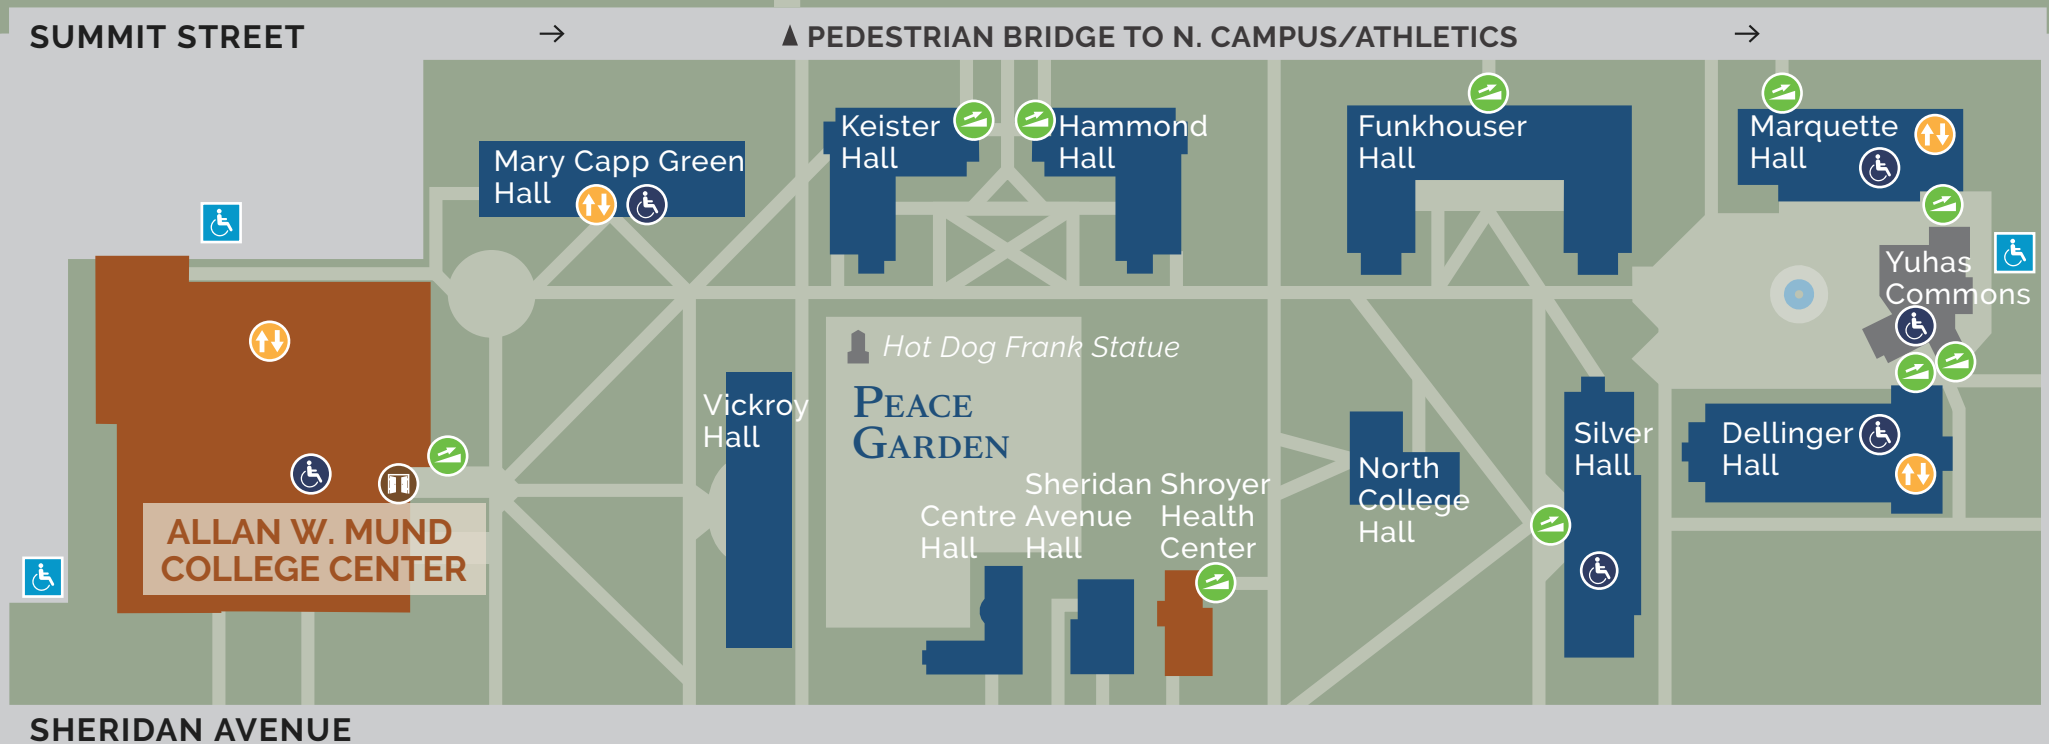 SUMMIT STREET
PEDESTRIAN BRIDGE TO N. CAMPUS/ATHLETICS
Mary Capp Green
Hall
Keister
Hall
Hammond
Hall
Funkhouser
Hall
Marquette
Hall
Yuhas
Commons
Hot Dog Frank Statue
PEACE
GARDEN
Vickroy
Hall
Centre
Hall
Sheridan
Avenue
Hall
Shroyer
Health
Center
North
College
Hall
Silver
Hall
Dellinger
Hall
ALLAN W. MUND
COLLEGE CENTER
SHERIDAN AVENUE